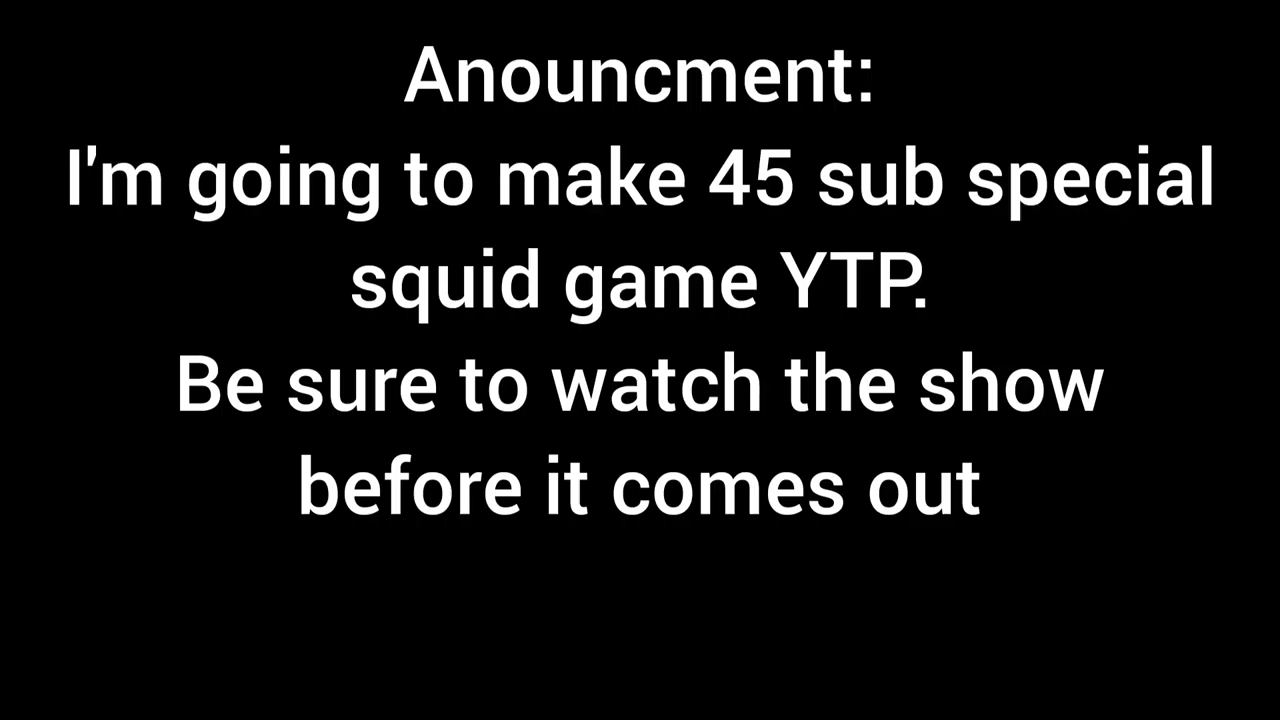 Anouncment:
I'm going to make 45 sub special
squid game YTP.
Be sure to watch the show
before it comes out